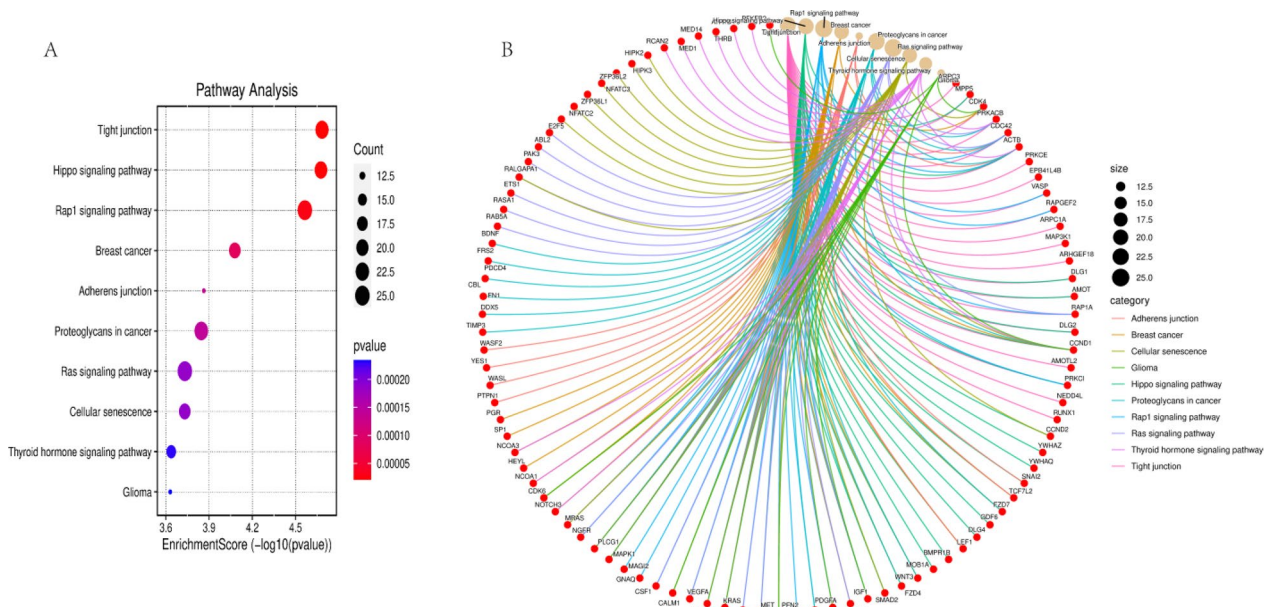 A
Pathway Analysis
Tight junction
Hippo signaling pathway
Rap1 signaling pathway
Breast cancer
Adherens junction
Proteoglycans in cancer
Ras signaling pathway
Cellular senescence
Thyroid hormone signaling pathway
Glioma
3.6 3.9 4.2 4.5
EnrichmentScore (−log10(pvalue))
Count
12.5
15.0
17.5
20.0
22.5
25.0
pvalue
0.00020
0.00015
0.00010
0.00005
B
Rap1 signaling pathway
Hippo signaling pathway
Breast cancer
Tight junction
Adherens junction
Proteoglycans in cancer
Ras signaling pathway
Cellular senescence
Thyroid hormone signaling pathway
Glioma
ARPC3
MPP5
CDK4
PRKACB
CDC42
ACTB
PRKCE
EPB41L4B
VASP
RAPGEF2
ARPC1A
MAP3K1
ARHGEF18
DLG1
AMOT
RAP1A
DLG2
CCND1
AMOTL2
PRKCI
NEDD4L
RUNX1
CCND2
YWHAZ
YWHAQ
SNAI2
TCF7L2
FZD7
GDF6
DLG4
LEF1
BMPR1B
MOB1A
WNT3
FZD4
SMAD2
IGF1
PDGFA
PFN2
MET
KRAS
VEGFA
CALM1
CSF1
GNAQ
MAGI2
MAPK1
PLCG1
NGFR
MRAS
NOTCH3
CDK6
NCOA1
HEYL
NCOA3
SP1
PGR
PTPN1
WASL
YES1
WASF2
TIMP3
DDX5
FN1
CBL
PDCD4
FRS2
BDNF
RAB5A
RASA1
ETS1
RALGAPA1
PAK3
ABL2
E2F5
NFATC2
ZFP36L1
NFATC3
ZFP36L2
HIPK3
HIPK2
RCAN2
MED1
MED14
THRB
size
12.5
15.0
17.5
20.0
22.5
25.0
category
Adherens junction
Breast cancer
Cellular senescence
Glioma
Hippo signaling pathway
Proteoglycans in cancer
Rap1 signaling pathway
Ras signaling pathway
Thyroid hormone signaling pathway
Tight junction